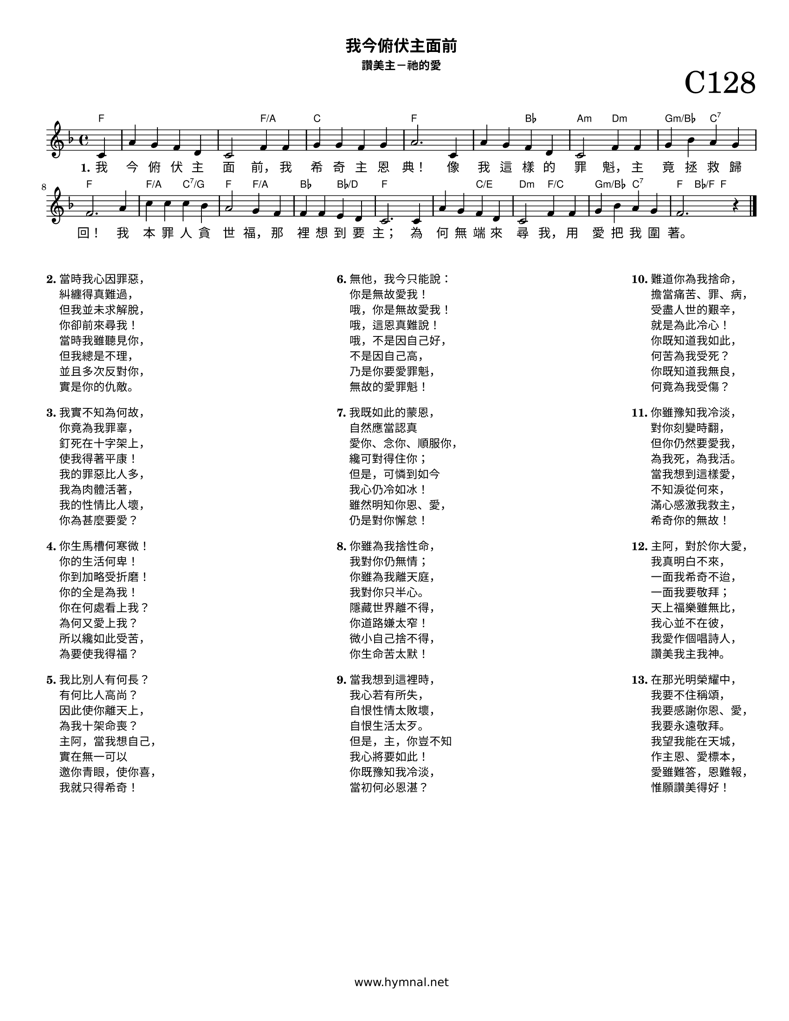 我今俯伏主面前
讚美主－祂的愛
C128
F F/A C F B♭ Am Dm Gm/B♭ C7
1. 我 今 俯 伏 主 面 前，我 希 奇 主 恩 典！ 像 我 這 樣 的 罪 魁，主 竟 拯 救 歸
8 F F/A C7/G F F/A B♭ B♭/D F C/E Dm F/C Gm/B♭ C7 F B♭/F F
回！ 我 本 罪 人 貪 世 福，那 裡 想 到 要 主； 為 何 無 端 來 尋 我，用 愛 把 我 圍 著。
2. 當時我心因罪惡，
糾纏得真難過，
但我並未求解脫，
你卻前來尋我！
當時我雖聽見你，
但我總是不理，
並且多次反對你，
實是你的仇敵。
3. 我實不知為何故，
你竟為我罪辜，
釘死在十字架上，
使我得著平康！
我的罪惡比人多，
我為肉體活著，
我的性情比人壞，
你為甚麼要愛？
4. 你生馬槽何寒微！
你的生活何卑！
你到加略受折磨！
你的全是為我！
你在何處看上我？
為何又愛上我？
所以纔如此受苦，
為要使我得福？
5. 我比別人有何長？
有何比人高尚？
因此使你離天上，
為我十架命喪？
主阿，當我想自己，
實在無一可以
邀你青眼，使你喜，
我就只得希奇！
6. 無他，我今只能說：
你是無故愛我！
哦，你是無故愛我！
哦，這恩真難說！
哦，不是因自己好，
不是因自己高，
乃是你要愛罪魁，
無故的愛罪魁！
7. 我既如此的蒙恩，
自然應當認真
愛你、念你、順服你，
纔可對得住你；
但是，可憐到如今
我心仍冷如冰！
雖然明知你恩、愛，
仍是對你懈怠！
8. 你雖為我捨性命，
我對你仍無情；
你雖為我離天庭，
我對你只半心。
隱藏世界離不得，
你道路嫌太窄！
微小自己捨不得，
你生命苦太默！
9. 當我想到這裡時，
我心若有所失，
自恨性情太敗壞，
自恨生活太歹。
但是，主，你豈不知
我心將要如此！
你既豫知我冷淡，
當初何必恩湛？
10. 難道你為我捨命，
擔當痛苦、罪、病，
受盡人世的艱辛，
就是為此冷心！
你既知道我如此，
何苦為我受死？
你既知道我無良，
何竟為我受傷？
11. 你雖豫知我冷淡，
對你刻變時翻，
但你仍然要愛我，
為我死，為我活。
當我想到這樣愛，
不知淚從何來，
滿心感激我救主，
希奇你的無故！
12. 主阿，對於你大愛，
我真明白不來，
一面我希奇不迨，
一面我要敬拜；
天上福樂雖無比，
我心並不在彼，
我愛作個唱詩人，
讚美我主我神。
13. 在那光明榮耀中，
我要不住稱頌，
我要感謝你恩、愛，
我要永遠敬拜。
我望我能在天城，
作主恩、愛標本，
愛雖難答，恩難報，
惟願讚美得好！
www.hymnal.net